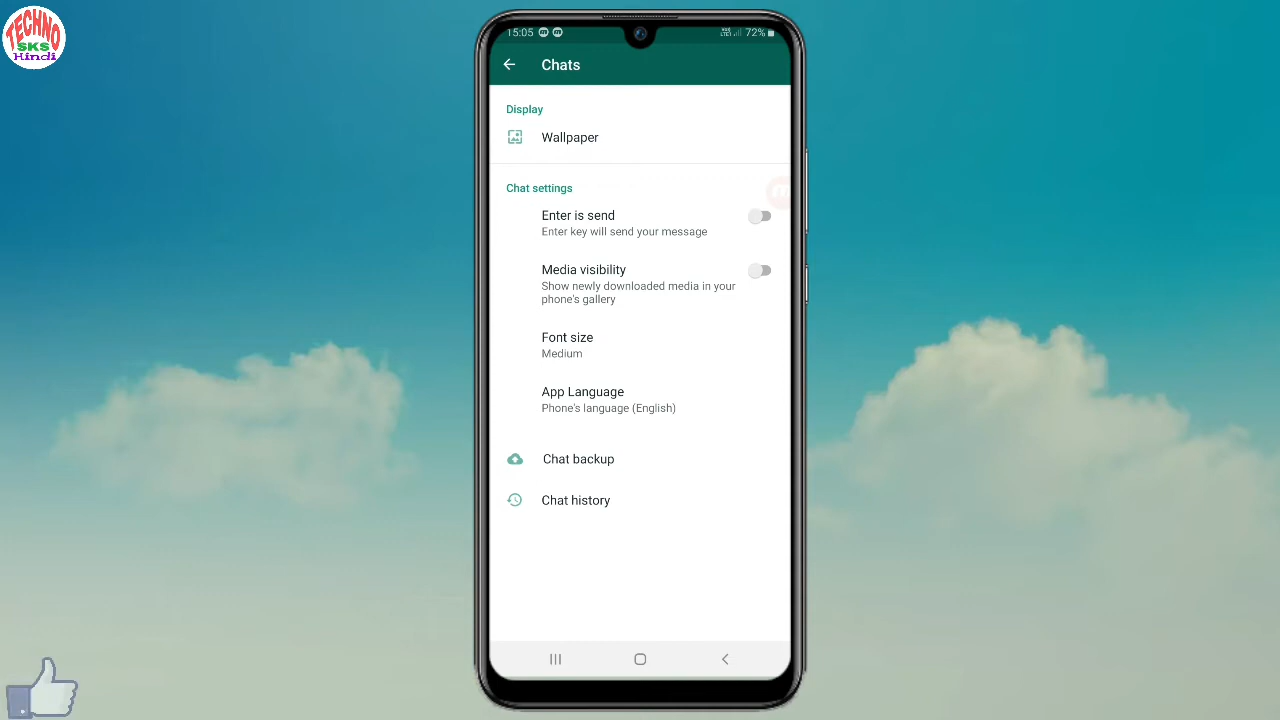 TECHNO
SKS
Hindi
15:05
72%
Chats
Display
Wallpaper
Chat settings
Enter is send
Enter key will send your message
Media visibility
Show newly downloaded media in your
phone's gallery
Font size
Medium
App Language
Phone's language (English)
Chat backup
Chat history